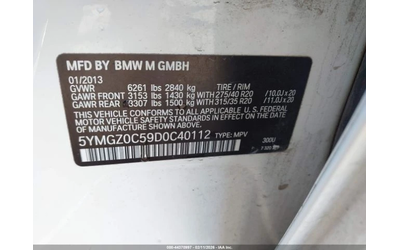 MFD BY BMW M GMBH
01/2013
GVWR 6261 lbs 2840 kg TIRE / RIM
GAWR FRONT 3153 lbs 1430 kg WITH 275/40 R20 / 10.0J x 20
GAWR REAR 3307 lbs 1500 kg WITH 315/35 R20 / 11.0J x 20
THIS VEHICLE CONFORMS TO ALL APPLICABLE U.S. FEDERAL
MOTOR VEHICLE SAFETY STANDARDS IN EFFECT ON THE
DATE OF MANUFACTURE SHOWN ABOVE.
5YMGZ0C59D0C40112 TYPE: MPV
300U